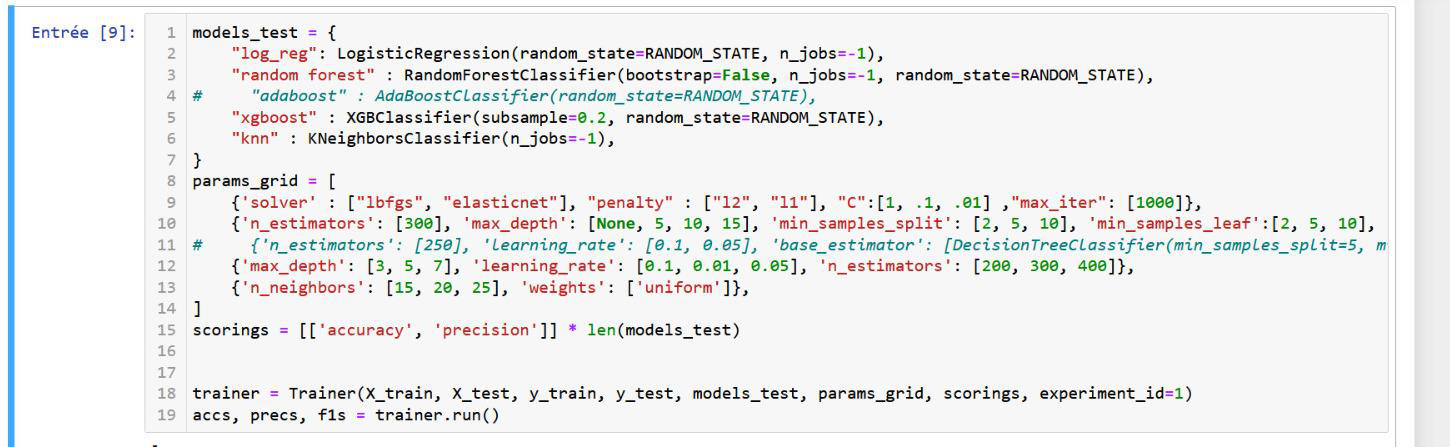 Entrée [9]:
1 models_test = {
2     "log_reg": LogisticRegression(random_state=RANDOM_STATE, n_jobs=-1),
3     "random forest" : RandomForestClassifier(bootstrap=False, n_jobs=-1, random_state=RANDOM_STATE),
4 #     "adaboost" : AdaBoostClassifier(random_state=RANDOM_STATE),
5     "xgboost" : XGBClassifier(subsample=0.2, random_state=RANDOM_STATE),
6     "knn" : KNeighborsClassifier(n_jobs=-1),
7 }
8 params_grid = [
9     {'solver' : ["lbfgs", "elasticnet"], "penalty" : ["l2", "l1"], "C":[1, .1, .01] ,"max_iter": [1000]},
10     {'n_estimators': [300], 'max_depth': [None, 5, 10, 15], 'min_samples_split': [2, 5, 10], 'min_samples_leaf':[2, 5, 10],
11 #     {'n_estimators': [250], 'learning_rate': [0.1, 0.05], 'base_estimator': [DecisionTreeClassifier(min_samples_split=5,
12     {'max_depth': [3, 5, 7], 'learning_rate': [0.1, 0.01, 0.05], 'n_estimators': [200, 300, 400]},
13     {'n_neighbors': [15, 20, 25], 'weights': ['uniform']},
14 ]
15 scorings = [['accuracy', 'precision']] * len(models_test)
16
17
18 trainer = Trainer(X_train, X_test, y_train, y_test, models_test, params_grid, scorings, experiment_id=1)
19 accs, precs, f1s = trainer.run()